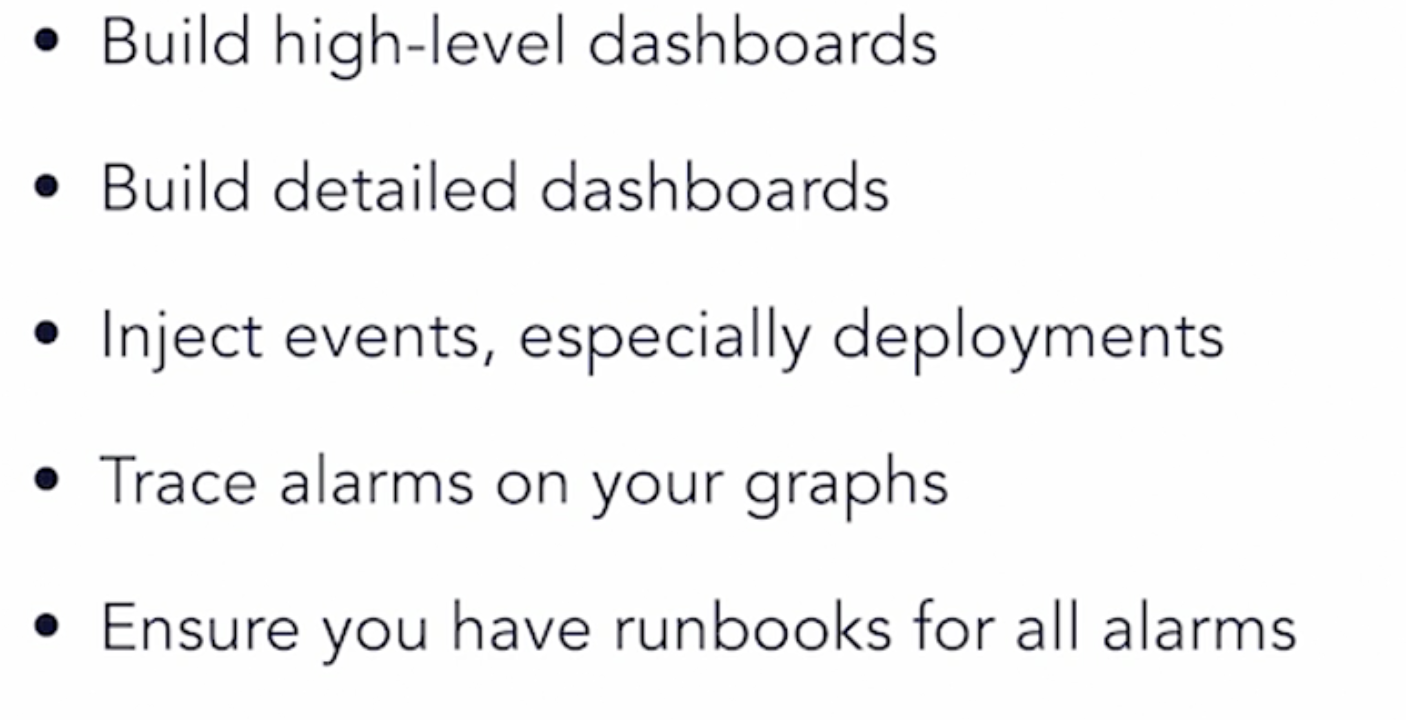 • Build high-level dashboards
• Build detailed dashboards
• Inject events, especially deployments
• Trace alarms on your graphs
• Ensure you have runbooks for all alarms